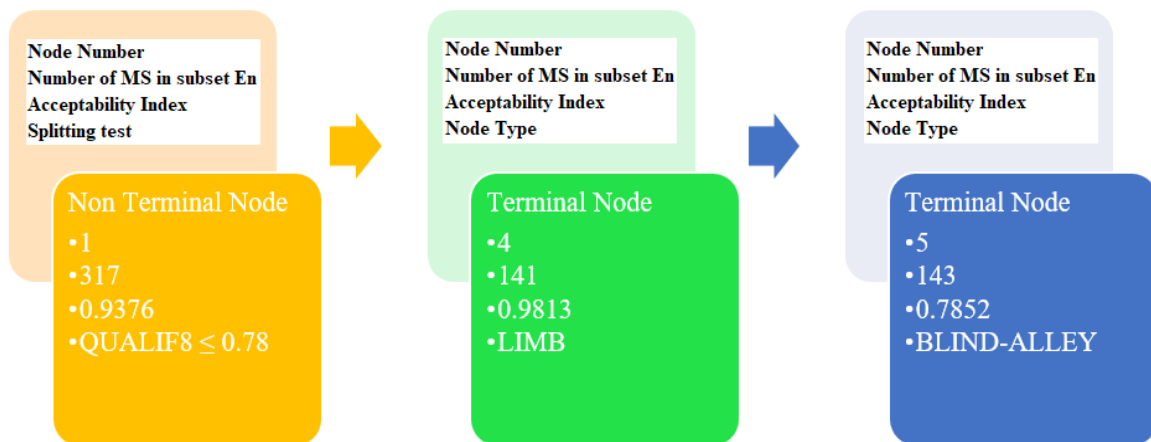 Node Number
Number of MS in subset En
Acceptability Index
Splitting test
Non Terminal Node
•1
•317
•0.9376
•QUALIF8 ≤ 0.78
Node Number
Number of MS in subset En
Acceptability Index
Node Type
Terminal Node
•4
•141
•0.9813
•LIMB
Node Number
Number of MS in subset En
Acceptability Index
Node Type
Terminal Node
•5
•143
•0.7852
•BLIND-ALLEY